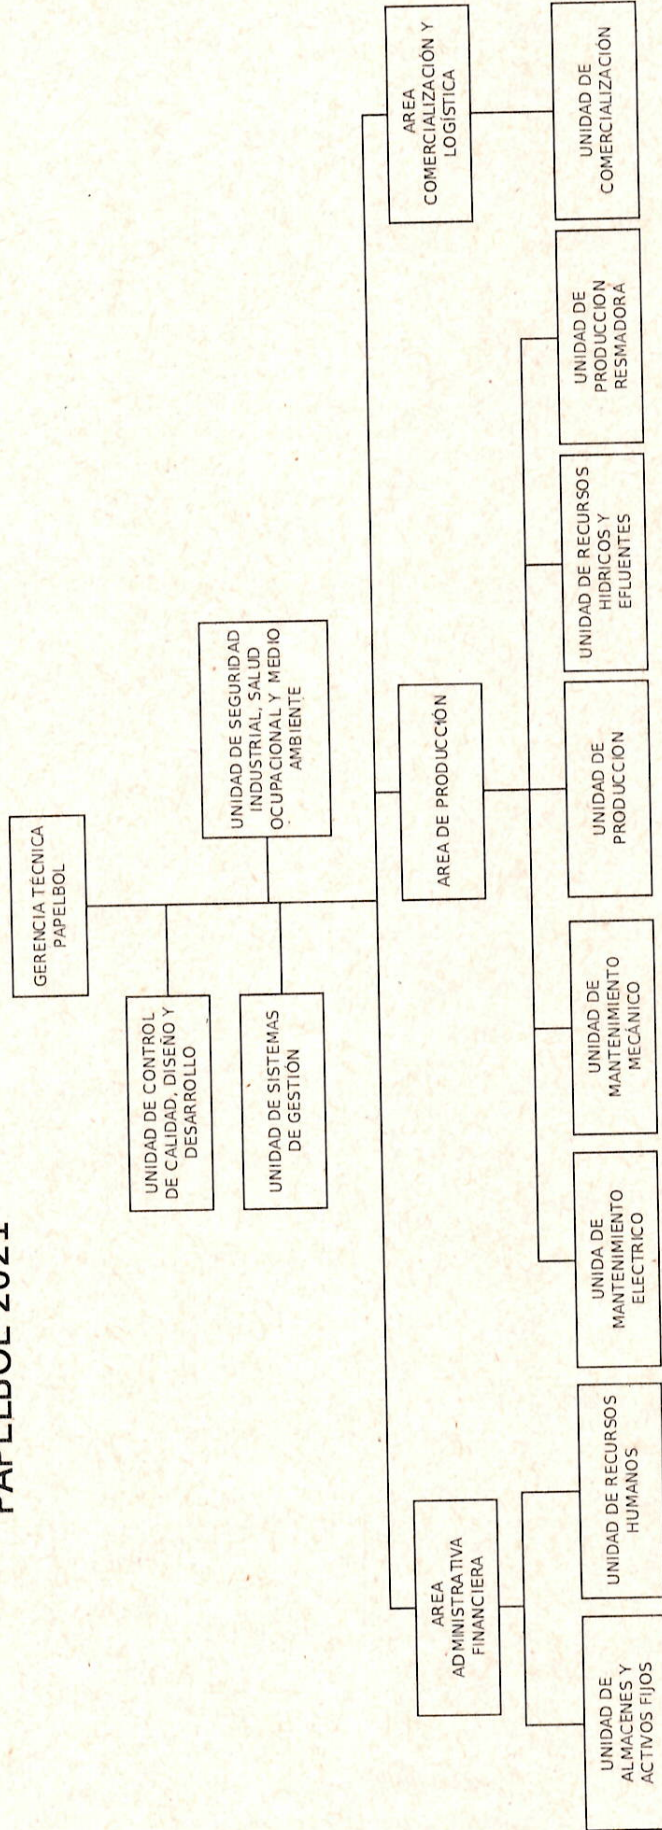 PAPELBOL 2021
GERENCIA TÉCNICA
PAPELBOL
UNIDAD DE CONTROL
DE CALIDAD, DISEÑO Y
DESARROLLO
UNIDAD DE SEGURIDAD
INDUSTRIAL, SALUD
OCUPACIONAL Y MEDIO
AMBIENTE
UNIDAD DE SISTEMAS
DE GESTIÓN
AREA
ADMINISTRATIVA
FINANCIERA
AREA DE PRODUCCIÓN
AREA
COMERCIALIZACIÓN Y
LOGÍSTICA
UNIDAD DE
ALMACENES Y
ACTIVOS FIJOS
UNIDAD DE RECURSOS
HUMANOS
UNIDA DE
MANTENIMIENTO
ELECTRICO
UNIDAD DE
MANTENIMIENTO
MECÁNICO
UNIDAD DE
PRODUCCION
UNIDAD DE RECURSOS
HIDRICOS Y
EFLUENTES
UNIDAD DE
PRODUCCION
RESMADORA
UNIDAD DE
COMERCIALIZACIÓN